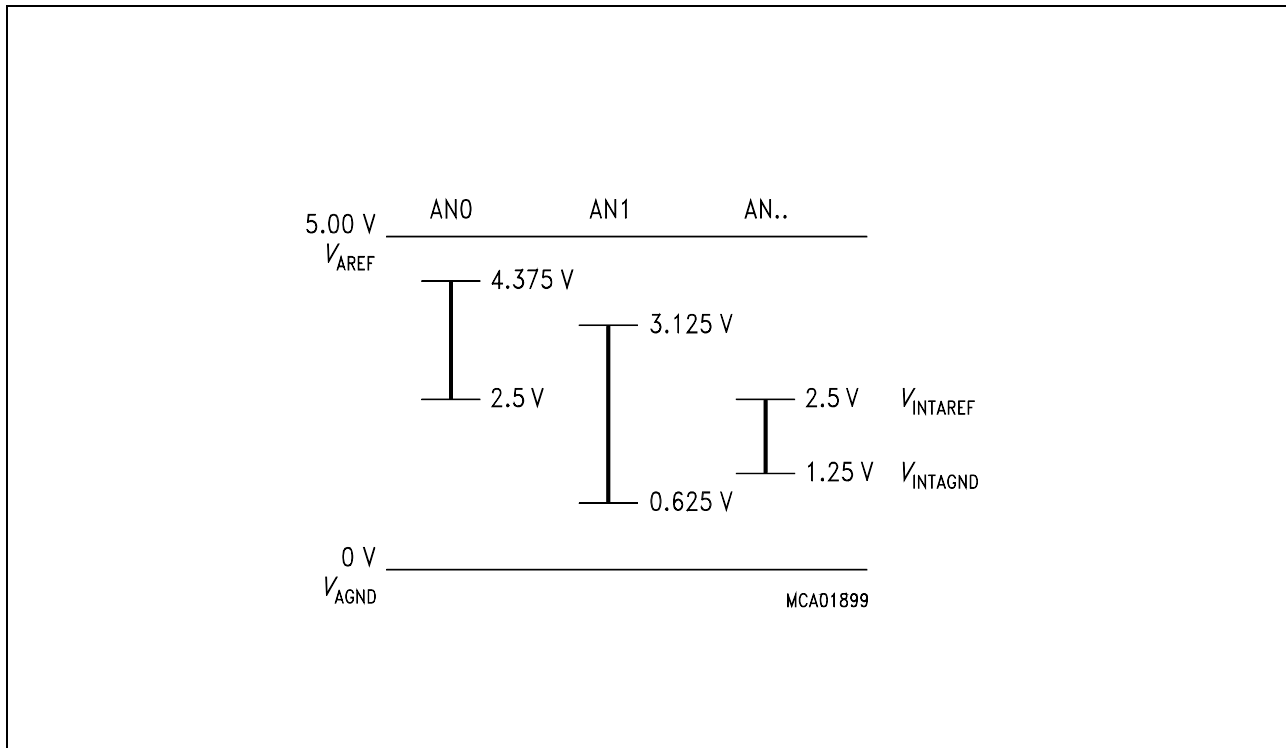 AN0 AN1 AN..
5.00 V
VAREF
4.375 V
3.125 V
2.5 V 2.5 V VINTAREF
1.25 V VINTAGND
0.625 V
0 V
VAGND
MCA01899